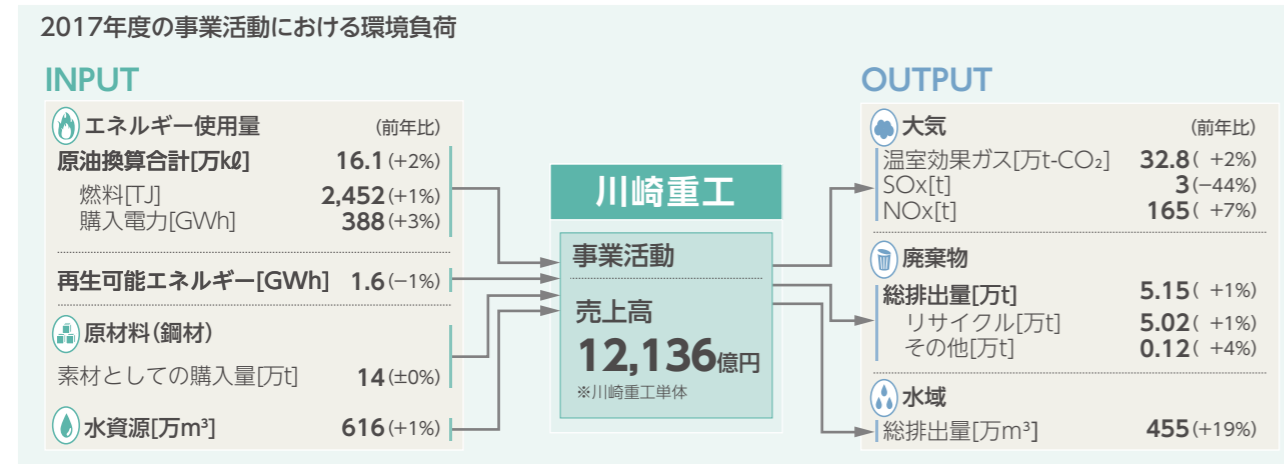 2017年度の事業活動における環境負荷
INPUT
エネルギー使用量 (前年比)
原油換算合計[万kℓ] 16.1(+2%)
燃料[TJ] 2,452(+1%)
購入電力[GWh] 388(+3%)
再生可能エネルギー[GWh] 1.6(−1%)
原材料(鋼材)
素材としての購入量[万t] 14(±0%)
水資源[万m³] 616(+1%)
川崎重工
事業活動
売上高
12,136億円
※川崎重工単体
OUTPUT
大気 (前年比)
温室効果ガス[万t-CO₂] 32.8( +2%)
SOx[t] 3(−44%)
NOx[t] 165( +7%)
廃棄物
総排出量[万t] 5.15( +1%)
リサイクル[万t] 5.02( +1%)
その他[万t] 0.12( +4%)
水域
総排出量[万m³] 455(+19%)